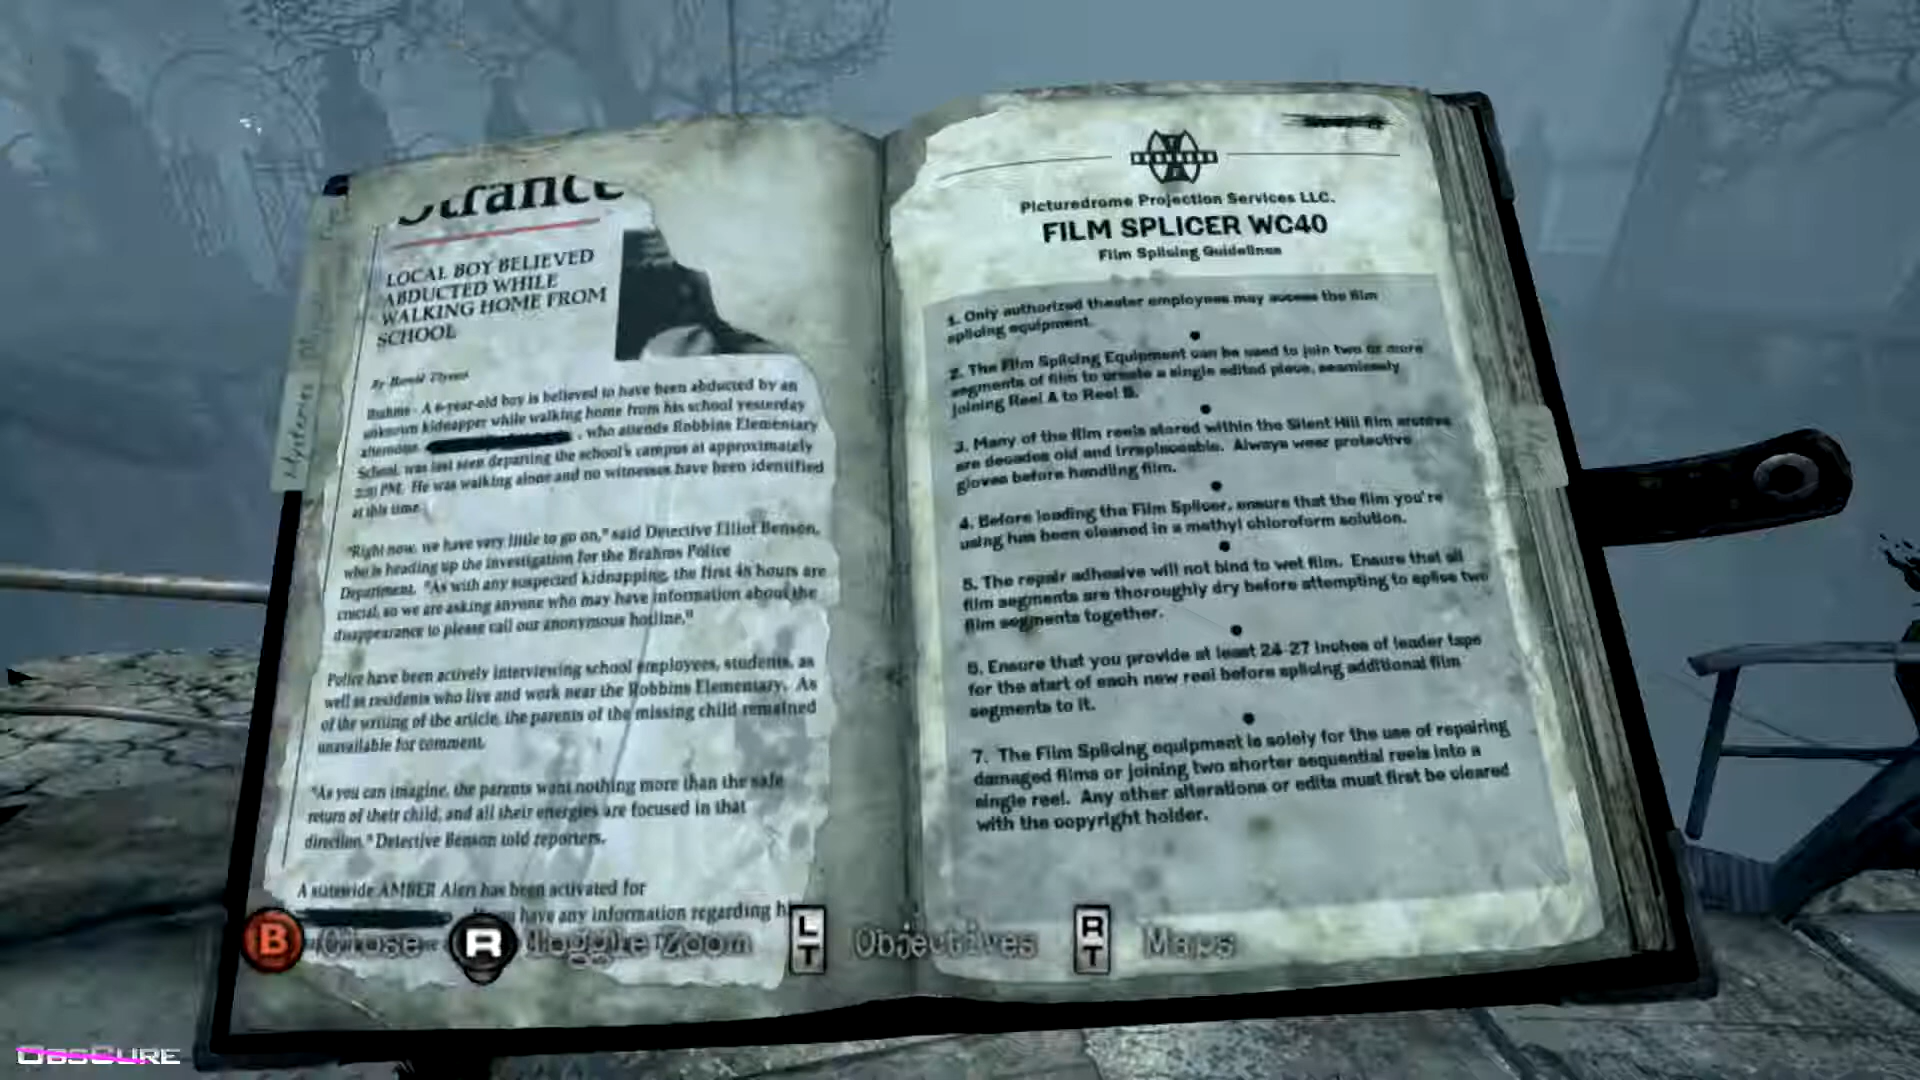 LOCAL BOY BELIEVED
ABDUCTED WHILE
WALKING HOME FROM
SCHOOL
By Harold
Brahms - A 6-year-old boy is believed to have been abducted by an
unknown kidnapper while walking home from his school yesterday
afternoon. , who attends Robbins Elementary
School, was last seen departing the school's campus at approximately
PM. He was walking alone and no witnesses have been identified
at this time.
"Right now, we have very little to go on," said Detective Elliot Benson,
who is heading up the investigation for the Brahms Police
Department. "As with any suspected kidnapping, the first 48 hours are
crucial, so we are asking anyone who may have information about the
disappearance to please call our anonymous hotline,"
Police have been actively interviewing school employees, students, as
well as residents who live and work near the Robbins Elementary. As
of the writing of the article, the parents of the missing child remained
unavailable for comment.
"As you can imagine, the parents want nothing more than the safe
return of their child, and all their energies are focused in that
direction." Detective Benson told reporters.
A statewide AMBER Alert has been activated for
have any information regarding
Mysteries
Picturedrome Projection Services LLC.
FILM SPLICER WC40
Film Splicing Guidelines
1. Only authorized theater employees may access the film
splicing equipment.
2. The Film Splicing Equipment can be used to join two or more
segments of film to create a single edited piece, seamlessly
joining Reel A to Reel B.
3. Many of the film reels stored within the Silent Hill film archive
are decades old and irreplaceable. Always wear protective
gloves before handling film.
4. Before loading the Film Splicer, ensure that the film you're
using has been cleaned in a methyl chloroform solution.
5. The repair adhesive will not bind to wet film. Ensure that all
film segments are thoroughly dry before attempting to splice two
film segments together.
6. Ensure that you provide at least 24-27 inches of leader tape
for the start of each new reel before splicing additional film
segments to it.
7. The Film Splicing equipment is solely for the use of repairing
damaged films or joining two shorter sequential reels into a
single reel. Any other alterations or edits must first be cleared
with the copyright holder.
B Close R Toggle Zoom LT Objectives RT Maps
OBSCURE